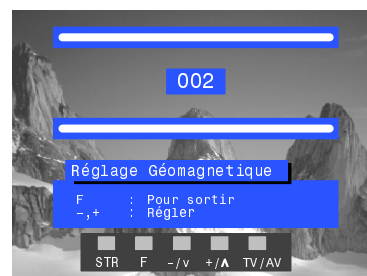 002
Réglage Géomagnetique
F : Pour sortir
-,+ : Régler
STR F -/v +/ʌ TV/AV